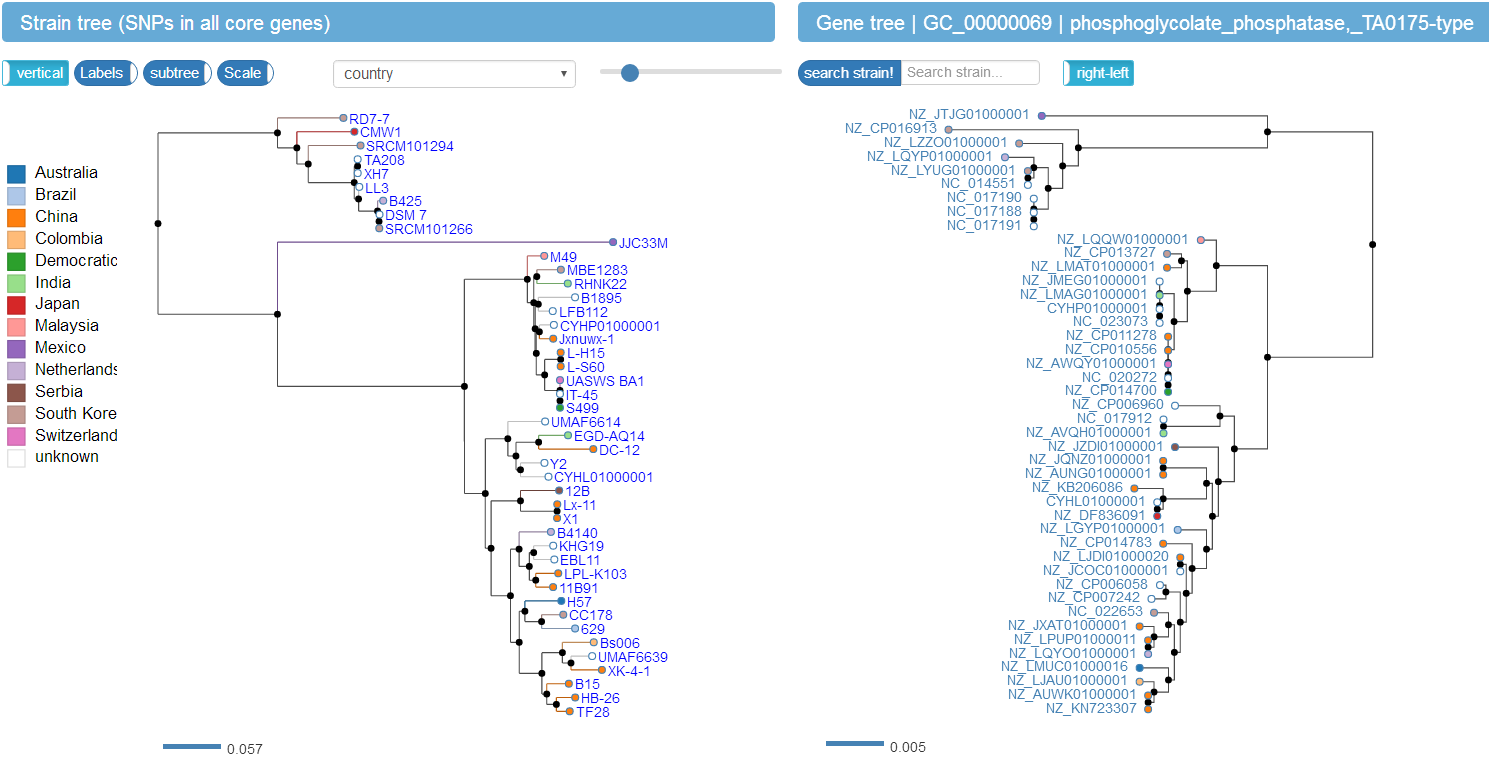 Strain tree (SNPs in all core genes)
Gene tree | GC_00000069 | phosphoglycolate_phosphatase,_TA0175-type
vertical
Labels
subtree
Scale
country
search strain!
Search strain...
right-left
Australia
Brazil
China
Colombia
Democratic
India
Japan
Malaysia
Mexico
Netherlands
Serbia
South Kore
Switzerland
unknown
RD7-7
CMW1
SRCM101294
TA208
XH7
LL3
B425
DSM 7
SRCM101266
JJC33M
M49
MBE1283
RHNK22
B1895
LFB112
CYHP01000001
Jxnuwx-1
L-H15
L-S60
UASWS BA1
IT-45
S499
UMAF6614
EGD-AQ14
DC-12
Y2
CYHL01000001
12B
Lx-11
X1
B4140
KHG19
EBL11
LPL-K103
11B91
H57
CC178
629
Bs006
UMAF6639
XK-4-1
B15
HB-26
TF28
0.057
NZ_JTJG01000001
NZ_CP016913
NZ_LZZO01000001
NZ_LQYP01000001
NZ_LYUG01000001
NC_014551
NC_017190
NC_017188
NC_017191
NZ_LQQW01000001
NZ_CP013727
NZ_LMAT01000001
NZ_JMEG01000001
NZ_LMAG01000001
CYHP01000001
NC_023073
NZ_CP011278
NZ_CP010556
NZ_AWQY01000001
NC_020272
NZ_CP014700
NZ_CP006960
NC_017912
NZ_AVQH01000001
NZ_JZDI01000001
NZ_JQNZ01000001
NZ_AUNG01000001
NZ_KB206086
CYHL01000001
NZ_DF836091
NZ_LGYP01000001
NZ_CP014783
NZ_LJDI01000020
NZ_JCOC01000001
NZ_CP006058
NZ_CP007242
NC_022653
NZ_JXAT01000001
NZ_LPUP01000011
NZ_LQYO01000001
NZ_LMUC01000016
NZ_LJAU01000001
NZ_AUWK01000001
NZ_KN723307
0.005